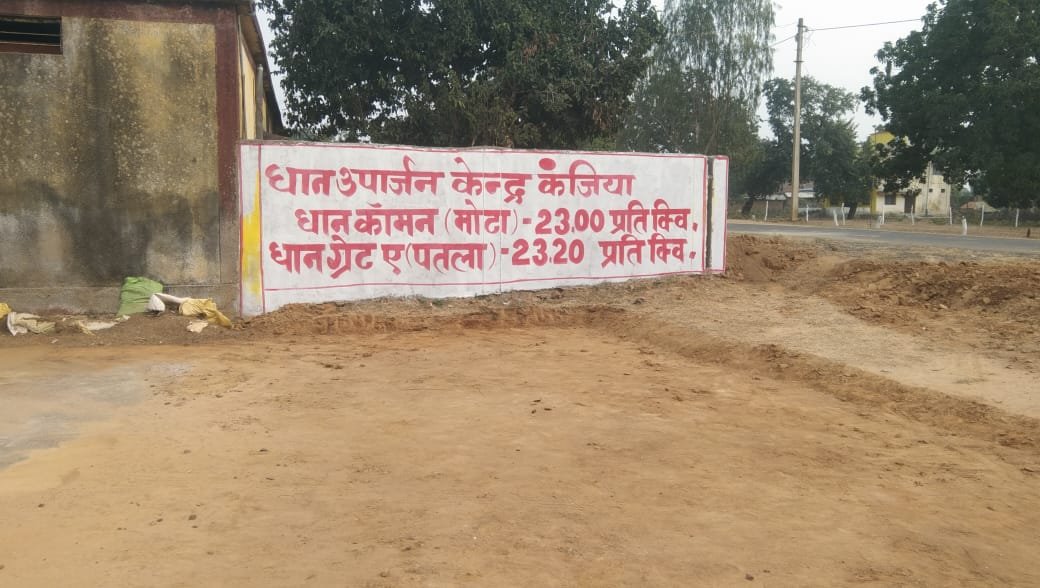 धान उपार्जन केन्द्र कंजिया
धान कॉमन (मोटा) - 23.00 प्रति क्वि.
धान ग्रेट ए (पतला) - 23.20 प्रति क्वि.